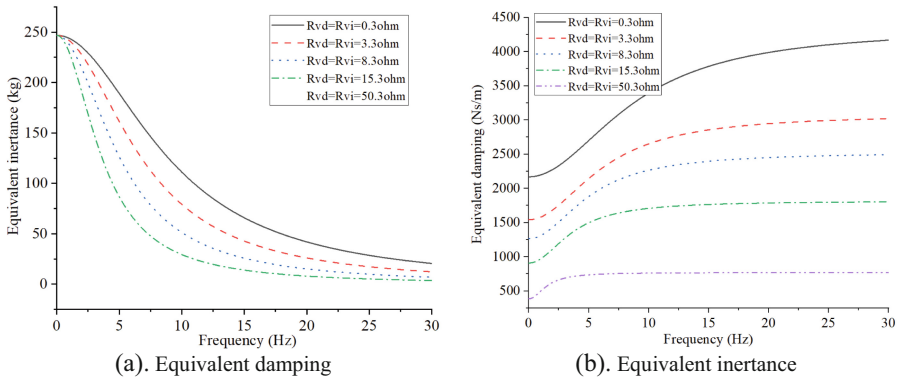 Rvd=Rvi=0.3ohm
Rvd=Rvi=3.3ohm
Rvd=Rvi=8.3ohm
Rvd=Rvi=15.3ohm
Rvd=Rvi=50.3ohm
250
200
150
100
50
0
Equivalent inertance (kg)
0 5 10 15 20 25 30
Frequency (Hz)
(a). Equivalent damping
Rvd=Rvi=0.3ohm
Rvd=Rvi=3.3ohm
Rvd=Rvi=8.3ohm
Rvd=Rvi=15.3ohm
Rvd=Rvi=50.3ohm
4500
4000
3500
3000
2500
2000
1500
1000
500
Equivalent damping (Ns/m)
0 5 10 15 20 25 30
Frequency (Hz)
(b). Equivalent inertance